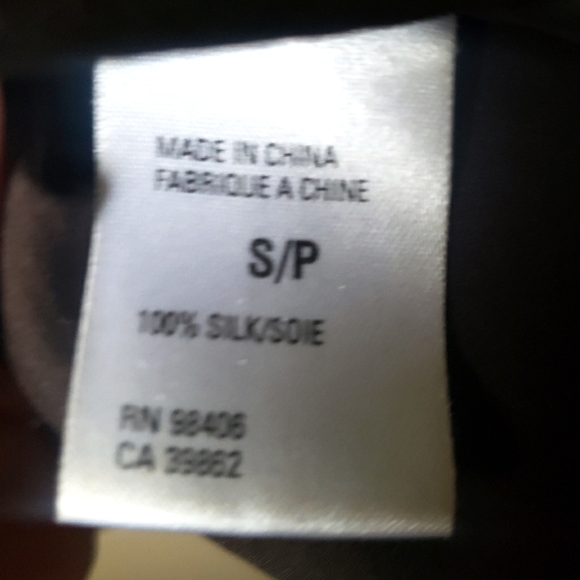 MADE IN CHINA
FABRIQUE A CHINE
S/P
100% SILK/SOIE
RN 98406
CA 39862